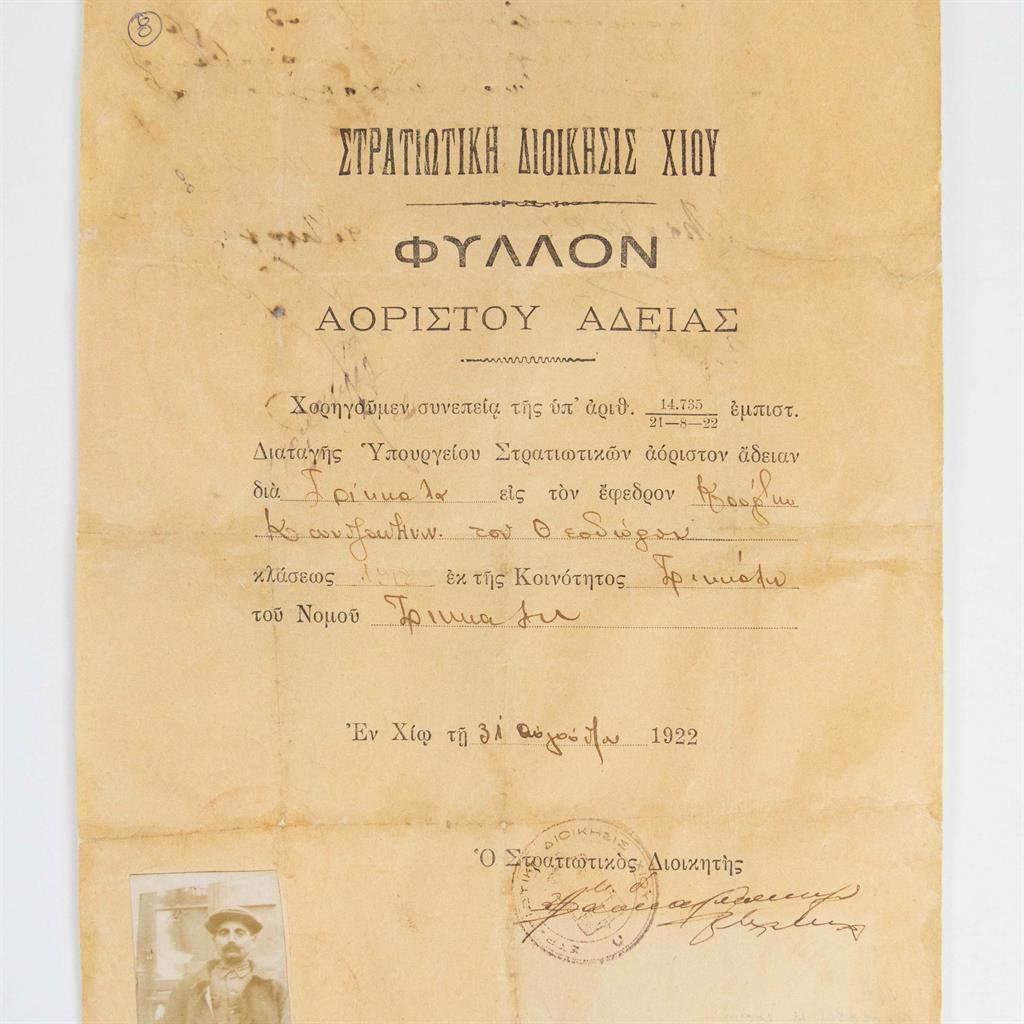 8
ΣΤΡΑΤΙΩΤΙΚΗ ΔΙΟΙΚΗΣΙΣ ΧΙΟΥ
ΦΥΛΛΟΝ
ΑΟΡΙΣΤΟΥ ΑΔΕΙΑΣ
Χορηγοῦμεν συνεπείᾳ τῆς ὑπ' ἀριθ. 14.735/21—8—22 ἐμπιστ.
Διαταγῆς Ὑπουργείου Στρατιωτικῶν ἀόριστον ἄδειαν
διὰ Τρίκκαλα εἰς τὸν ἔφεδρον
τοῦ Θεοδώρου
κλάσεως ἐκ τῆς Κοινότητος Τρικκάλων
τοῦ Νομοῦ Τρικκάλων
Ἐν Χίῳ τῇ 31 αὐγούστου 1922
Ὁ Στρατιωτικὸς Διοικητὴς